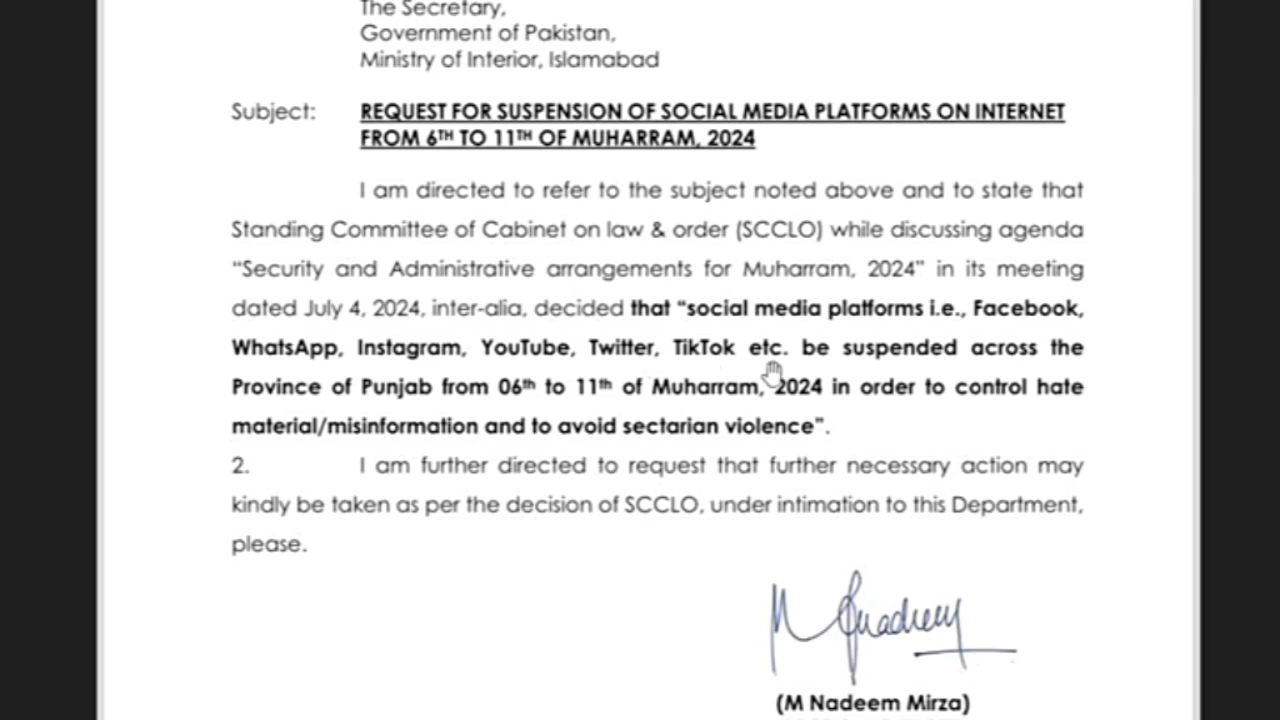 The Secretary,
Government of Pakistan,
Ministry of Interior, Islamabad
Subject: REQUEST FOR SUSPENSION OF SOCIAL MEDIA PLATFORMS ON INTERNET
FROM 6TH TO 11TH OF MUHARRAM, 2024
I am directed to refer to the subject noted above and to state that
Standing Committee of Cabinet on law & order (SCCLO) while discussing agenda
“Security and Administrative arrangements for Muharram, 2024” in its meeting
dated July 4, 2024, inter-alia, decided that “social media platforms i.e., Facebook,
WhatsApp, Instagram, YouTube, Twitter, TikTok etc. be suspended across the
Province of Punjab from 06th to 11th of Muharram, 2024 in order to control hate
material/misinformation and to avoid sectarian violence”.
2. I am further directed to request that further necessary action may
kindly be taken as per the decision of SCCLO, under intimation to this Department,
please.
M Nadeem
(M Nadeem Mirza)